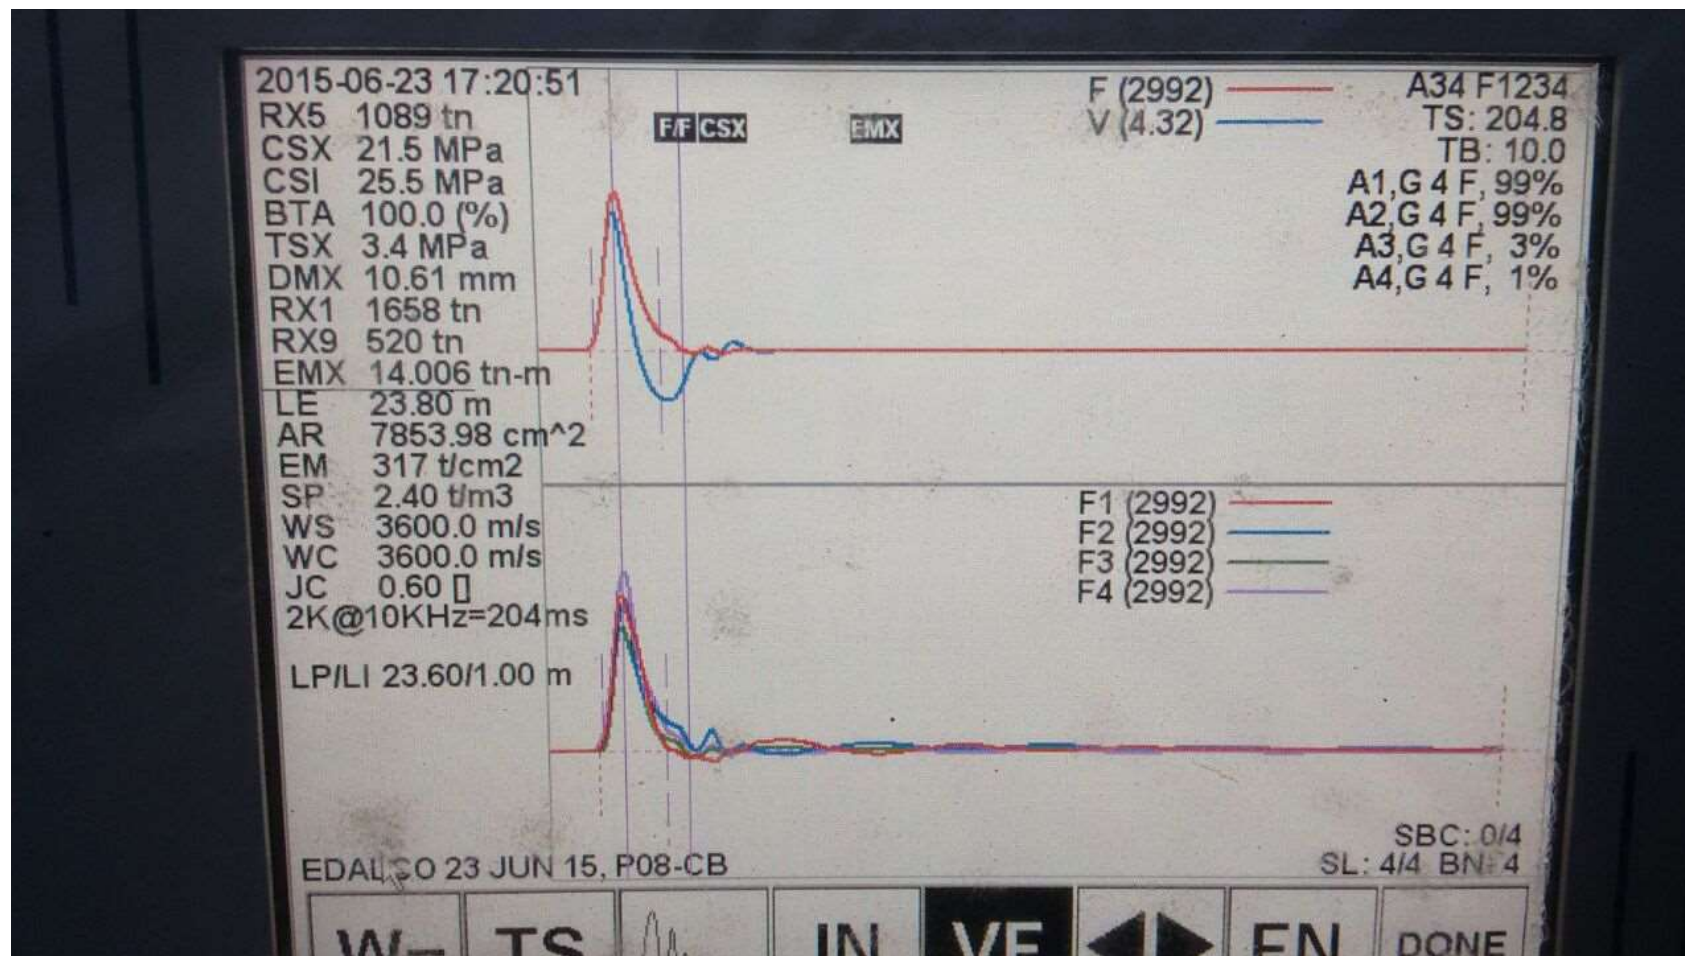 2015-06-23 17:20:51
RX5 1089 tn
CSX 21.5 MPa
CSI 25.5 MPa
BTA 100.0 (%)
TSX 3.4 MPa
DMX 10.61 mm
RX1 1658 tn
RX9 520 tn
EMX 14.006 tn-m
LE 23.80 m
AR 7853.98 cm^2
EM 317 t/cm2
SP 2.40 t/m3
WS 3600.0 m/s
WC 3600.0 m/s
JC 0.60 []
2K@10KHz=204ms
LP/LI 23.60/1.00 m
F/F CSX EMX
F (2992)
V (4.32)
A34 F1234
TS: 204.8
TB: 10.0
A1,G 4 F, 99%
A2,G 4 F, 99%
A3,G 4 F, 3%
A4,G 4 F, 1%
F1 (2992)
F2 (2992)
F3 (2992)
F4 (2992)
SBC: 0/4
SL: 4/4 BN: 4
EDALCO 23 JUN 15, P08-CB
TS IN VE EN DONE